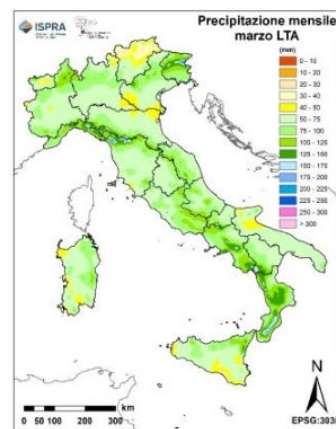 ISPRA
Precipitazione mensile
marzo LTA
(mm)
0 - 10
10 - 20
20 - 30
30 - 40
40 - 50
50 - 75
75 - 100
100 - 125
125 - 150
150 - 175
175 - 200
200 - 225
225 - 250
250 - 300
> 300
N
0 50 100 200 300
km
EPSG:303